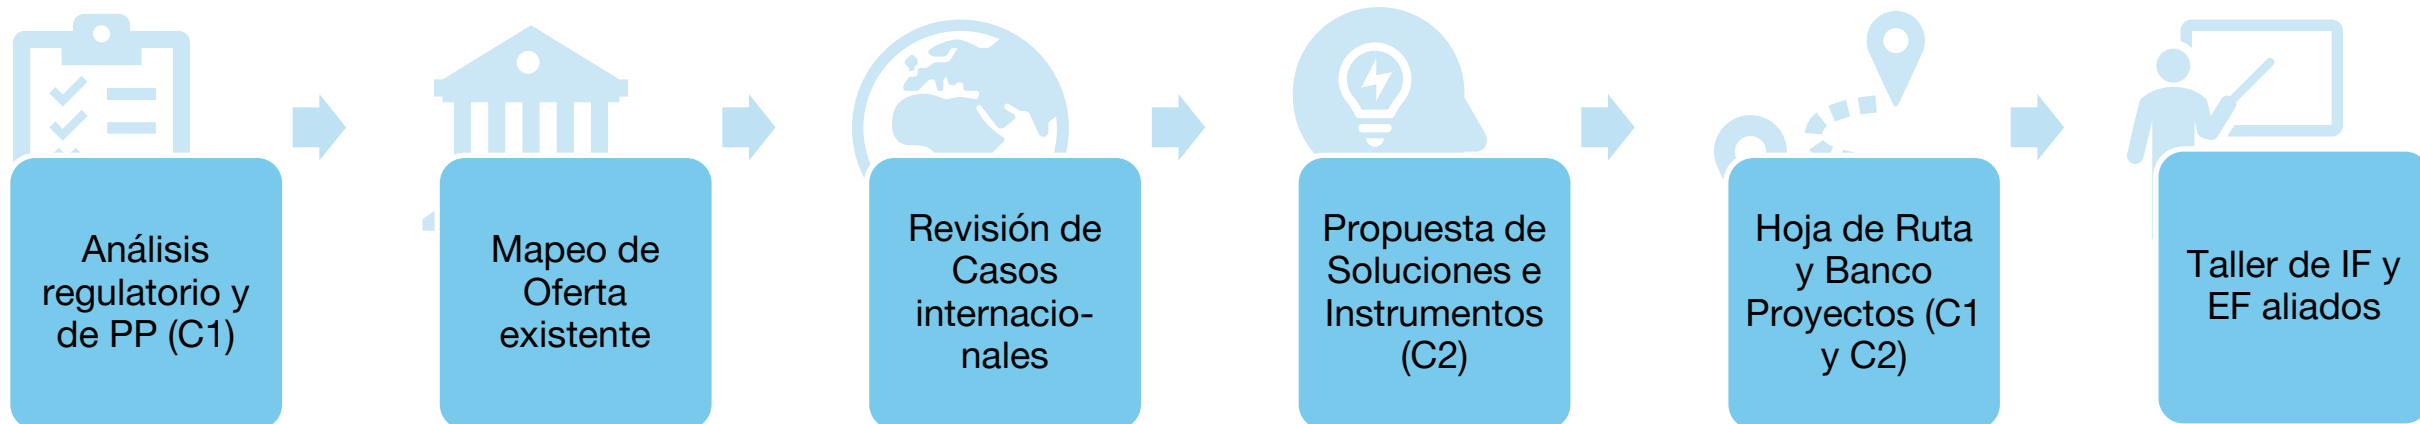 Análisis
regulatorio y
de PP (C1)
Mapeo de
Oferta
existente
Revisión de
Casos
internacio-
nales
Propuesta de
Soluciones e
Instrumentos
(C2)
Hoja de Ruta
y Banco
Proyectos (C1
y C2)
Taller de IF y
EF aliados